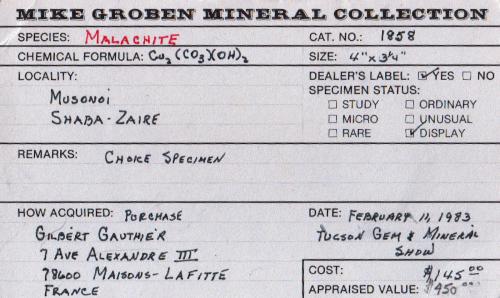 MIKE GROBEN MINERAL COLLECTION
SPECIES: MALACHITE CAT. NO.: 1858
CHEMICAL FORMULA: Cu2(CO3)(OH)2 SIZE: 4" x 3¼"
LOCALITY: DEALER'S LABEL: ☑ YES ☐ NO
SPECIMEN STATUS:
MUSONOI
SHABA-ZAIRE
☐ STUDY ☐ ORDINARY
☐ MICRO ☐ UNUSUAL
☐ RARE ☑ DISPLAY
REMARKS: CHOICE SPECIMEN
HOW ACQUIRED: PURCHASE DATE: FEBRUARY 11, 1983
GILBERT GAUTHIER TUCSON GEM & MINERAL
7 AVE ALEXANDRE III SHOW
78600 MAISONS-LAFITTE COST: $145.00
FRANCE APPRAISED VALUE: $450.00